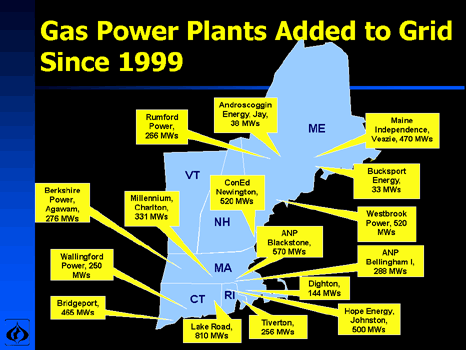 Gas Power Plants Added to Grid
Since 1999
Androscoggin
Energy, Jay,
38 MWs
Rumford
Power,
266 MWs
ME
Maine
Independence,
Veazie, 470 MWs
VT
ConEd
Newington,
520 MWs
Bucksport
Energy,
33 MWs
Berkshire
Power,
Agawam,
276 MWs
Millennium,
Charlton,
331 MWs
NH
Westbrook
Power, 520
MWs
ANP
Blackstone,
570 MWs
Wallingford
Power, 250
MWs
MA
ANP
Bellingham I,
288 MWs
Dighton,
144 MWs
Bridgeport,
465 MWs
CT
RI
Lake Road,
810 MWs
Tiverton,
256 MWs
Hope Energy,
Johnston,
500 MWs